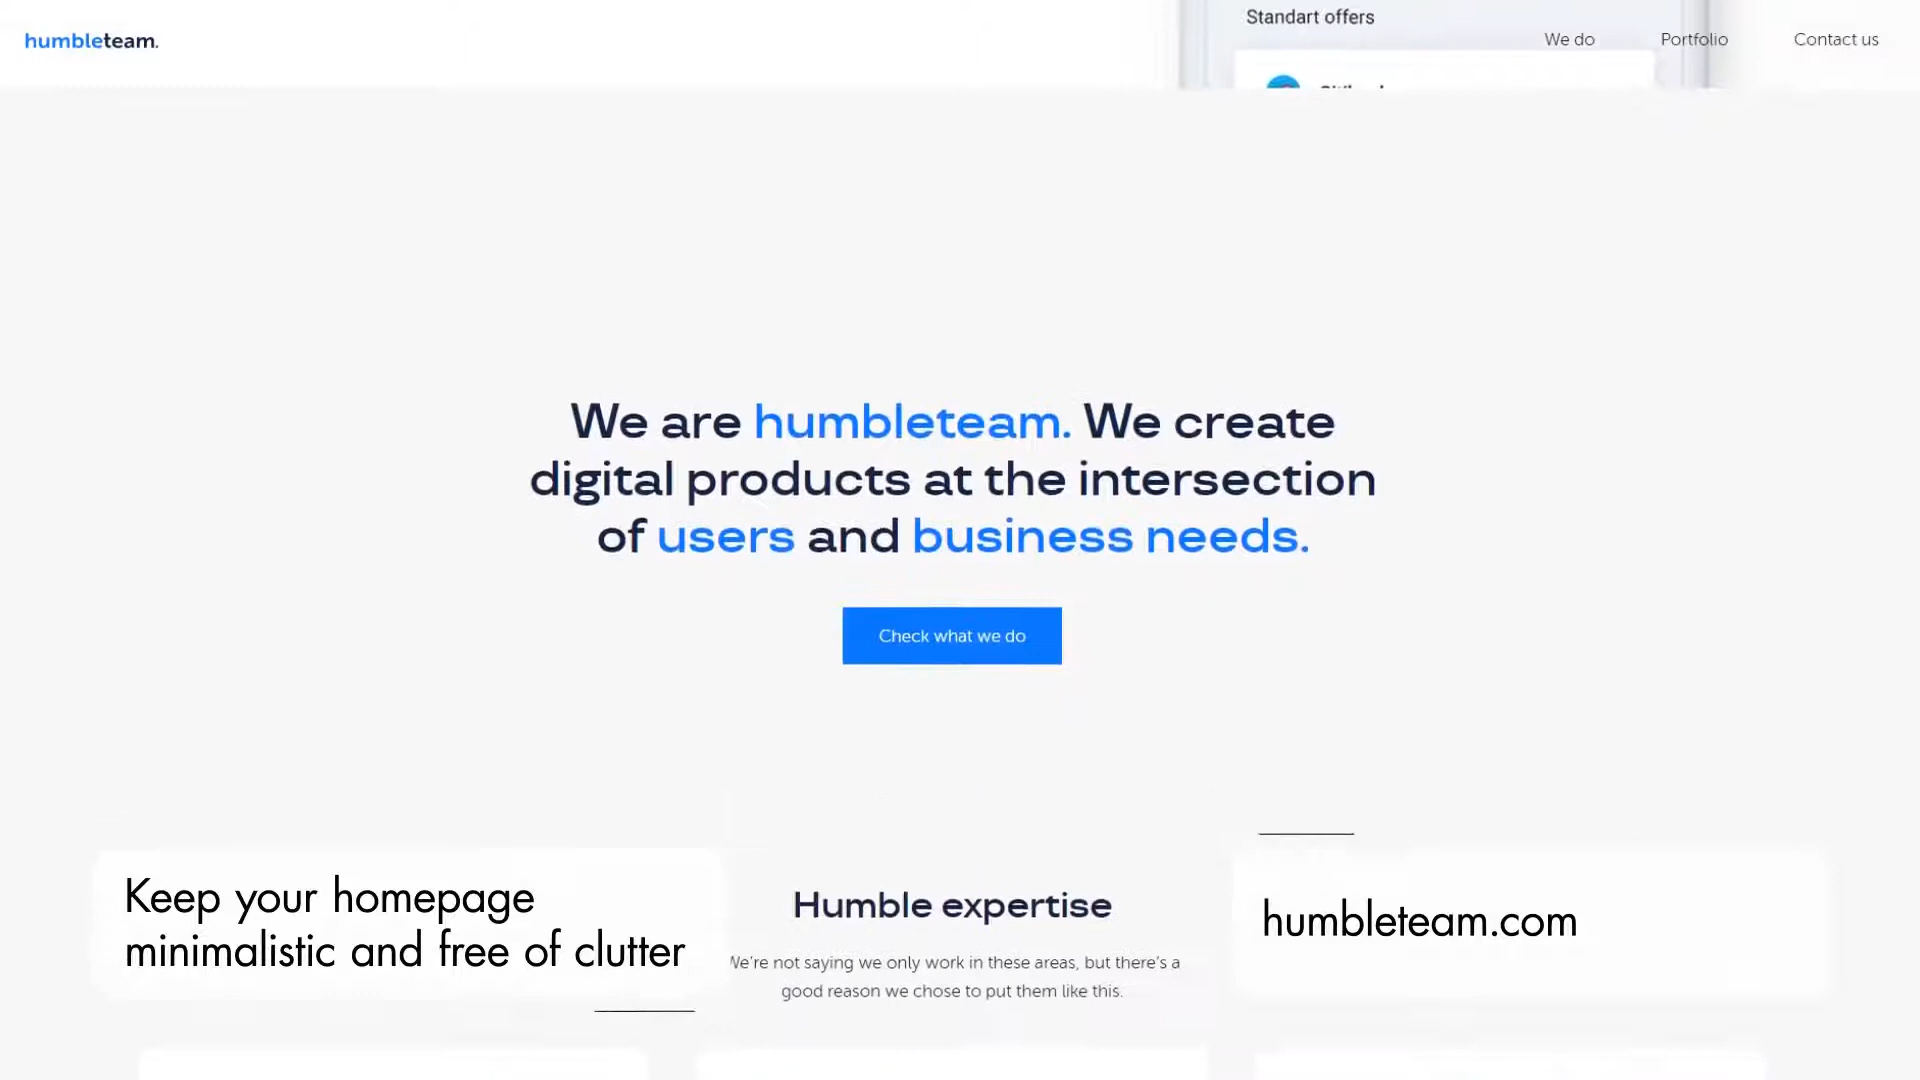 Standart offers
humbleteam.
We do
Portfolio
Contact us
We are humbleteam. We create
digital products at the intersection
of users and business needs.
Check what we do
Keep your homepage
minimalistic and free of clutter
Humble expertise
We're not saying we only work in these areas, but there's a
good reason we chose to put them like this.
humbleteam.com